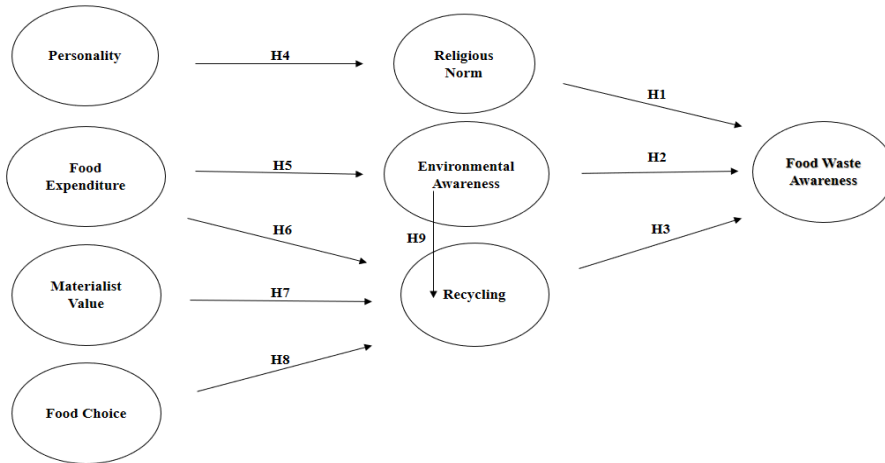 Personality
H4
Religious
Norm
H1
Food
Expenditure
H5
Environmental
Awareness
H2
Food Waste
Awareness
H6
H9
H3
Materialist
Value
H7
Recycling
H8
Food Choice